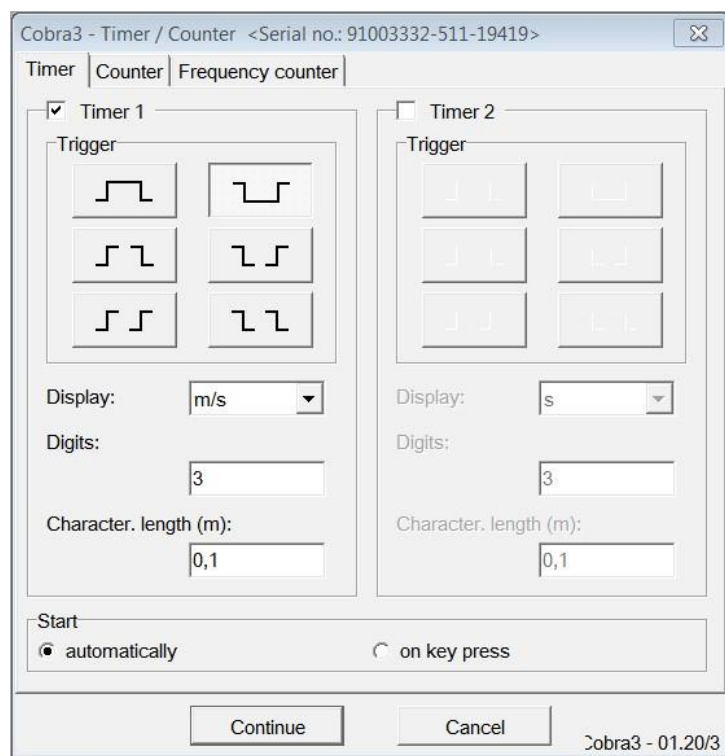 Cobra3 - Timer / Counter <Serial no.: 91003332-511-19419>
Timer Counter Frequency counter
Timer 1
Trigger
Display: m/s
Digits:
3
Character. length (m):
0,1
Timer 2
Trigger
Display: s
Digits:
3
Character. length (m):
0,1
Start
automatically on key press
Continue Cancel
Cobra3 - 01.20/3